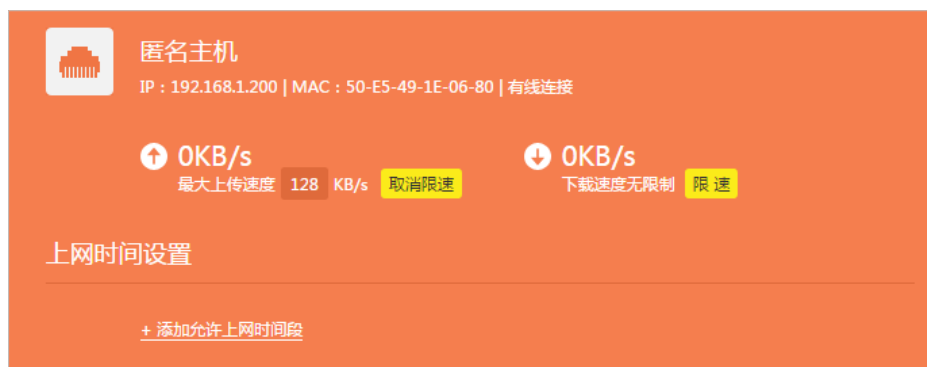 匿名主机
IP：192.168.1.200 | MAC：50-E5-49-1E-06-80 | 有线连接
0KB/s 0KB/s
最大上传速度 128 KB/s 取消限速 下载速度无限制 限 速
上网时间设置
+ 添加允许上网时间段